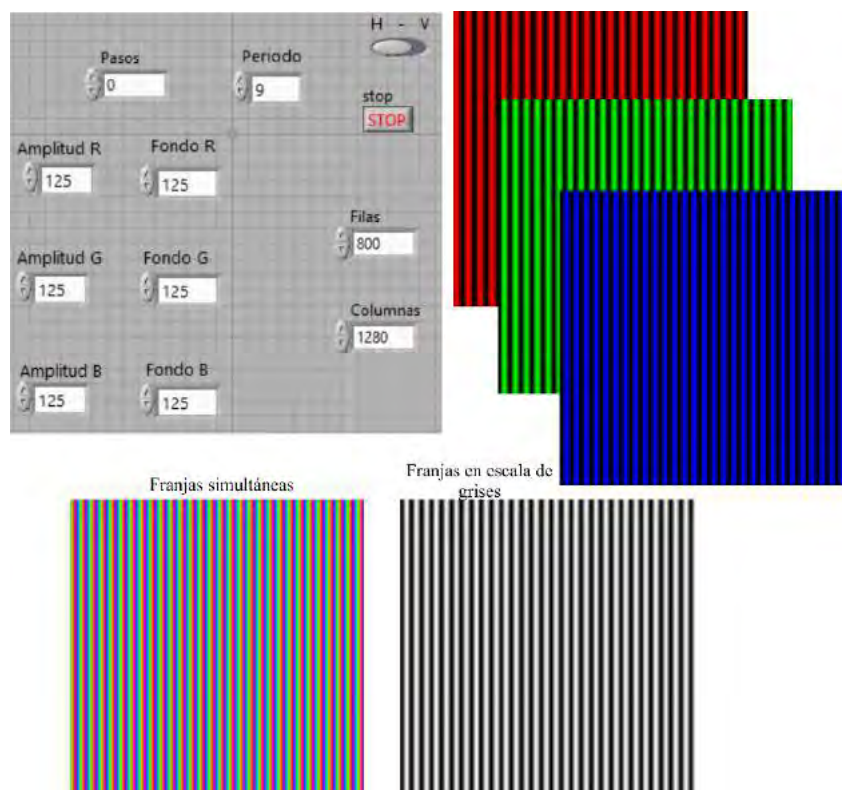 H - V
Pasos
0
Periodo
9
stop
STOP
Amplitud R
125
Fondo R
125
Filas
800
Amplitud G
125
Fondo G
125
Columnas
1280
Amplitud B
125
Fondo B
125
Franjas simultáneas
Franjas en escala de
grises